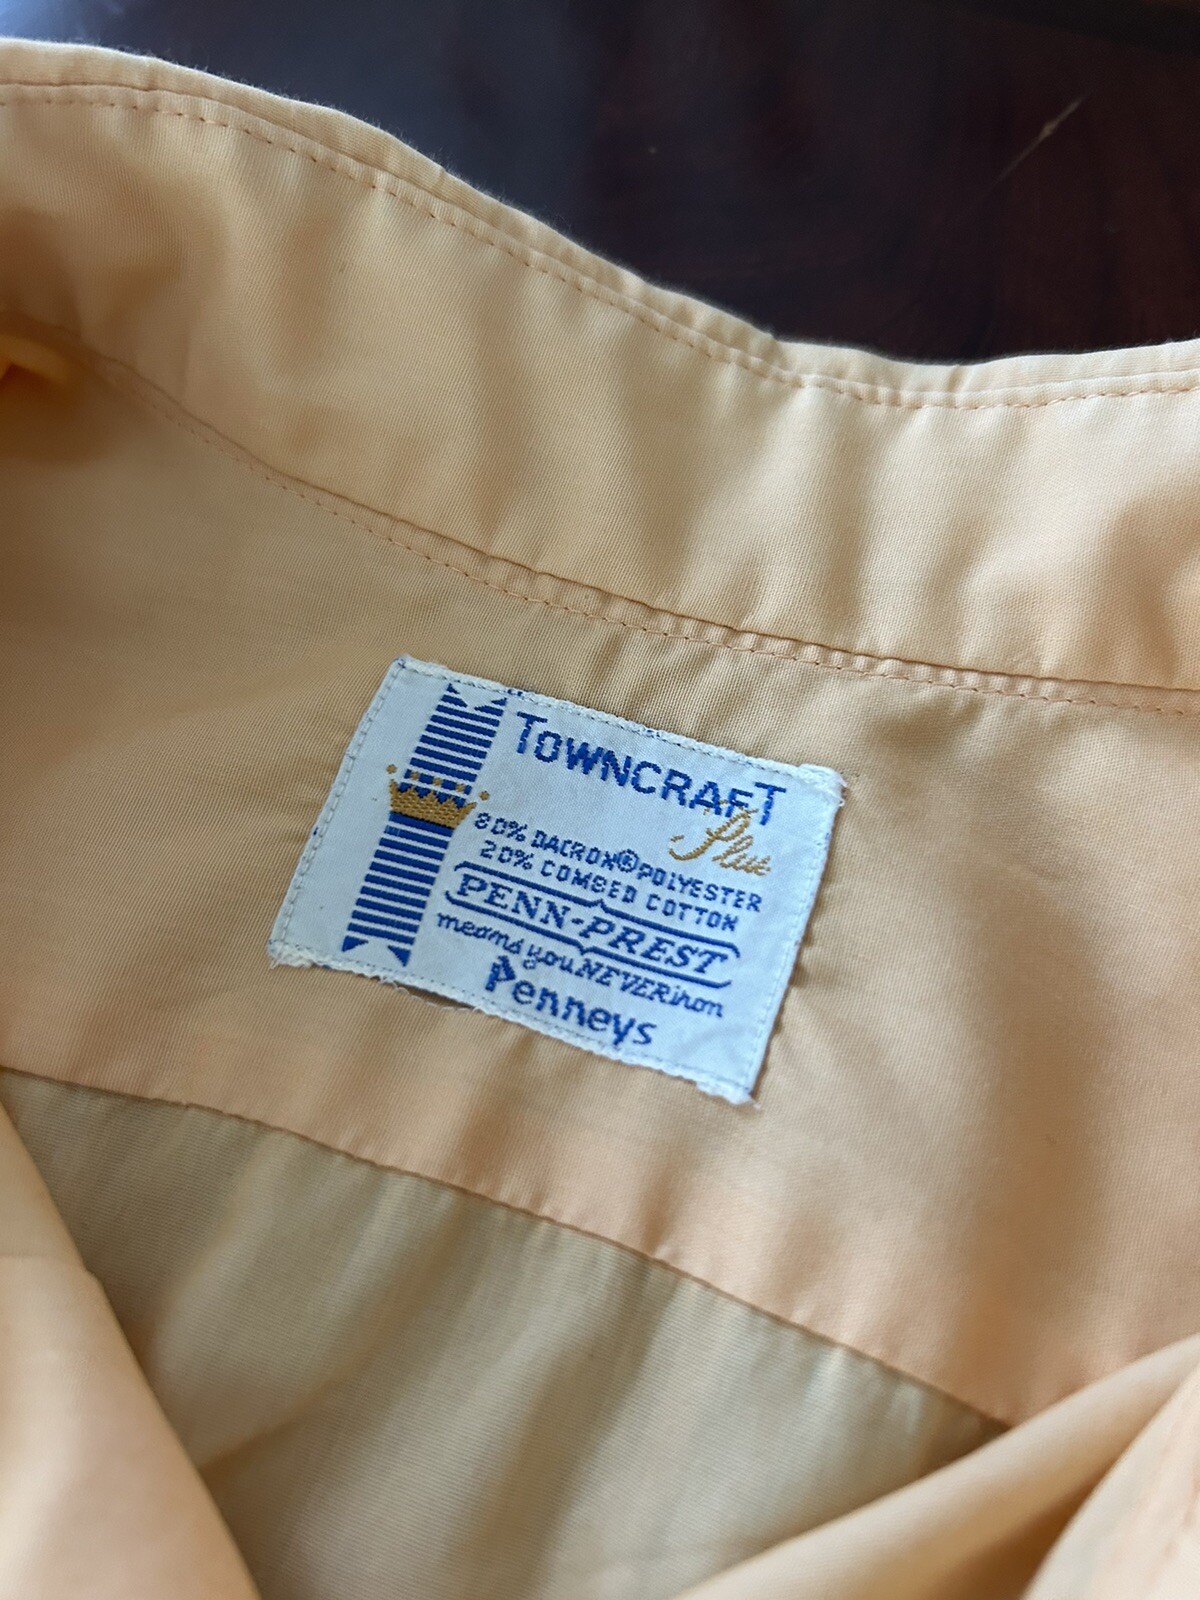 TOWNCRAFT
Plus
80% DACRON® POLYESTER
20% COMBED COTTON
PENN-PREST
means you NEVER iron
Penneys